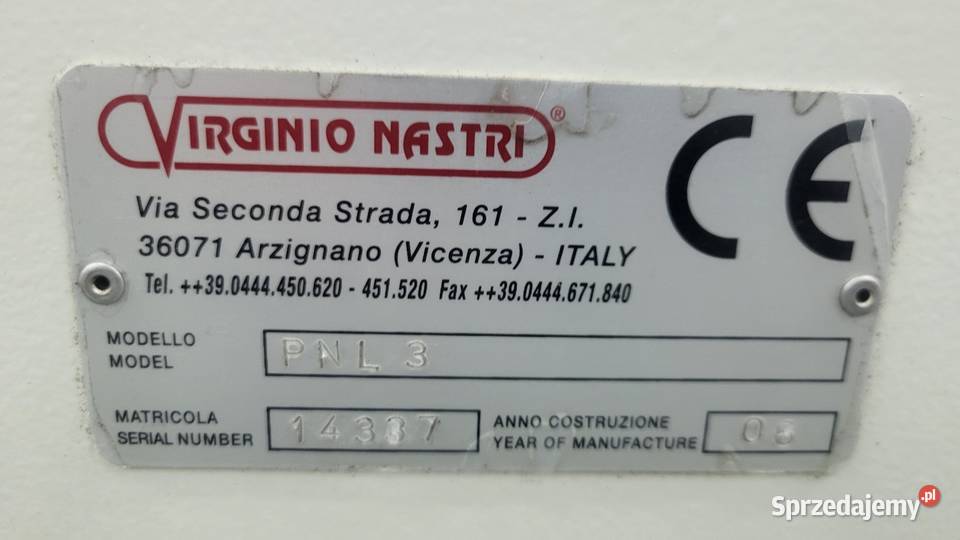 VIRGINIO NASTRI ®
CE
Via Seconda Strada, 161 - Z.I.
36071 Arzignano (Vicenza) - ITALY
Tel. ++39.0444.450.620 - 451.520 Fax ++39.0444.671.840
MODELLO
MODEL
PNL 3
MATRICOLA
SERIAL NUMBER
ANNO COSTRUZIONE
YEAR OF MANUFACTURE
Sprzedajemy.pl